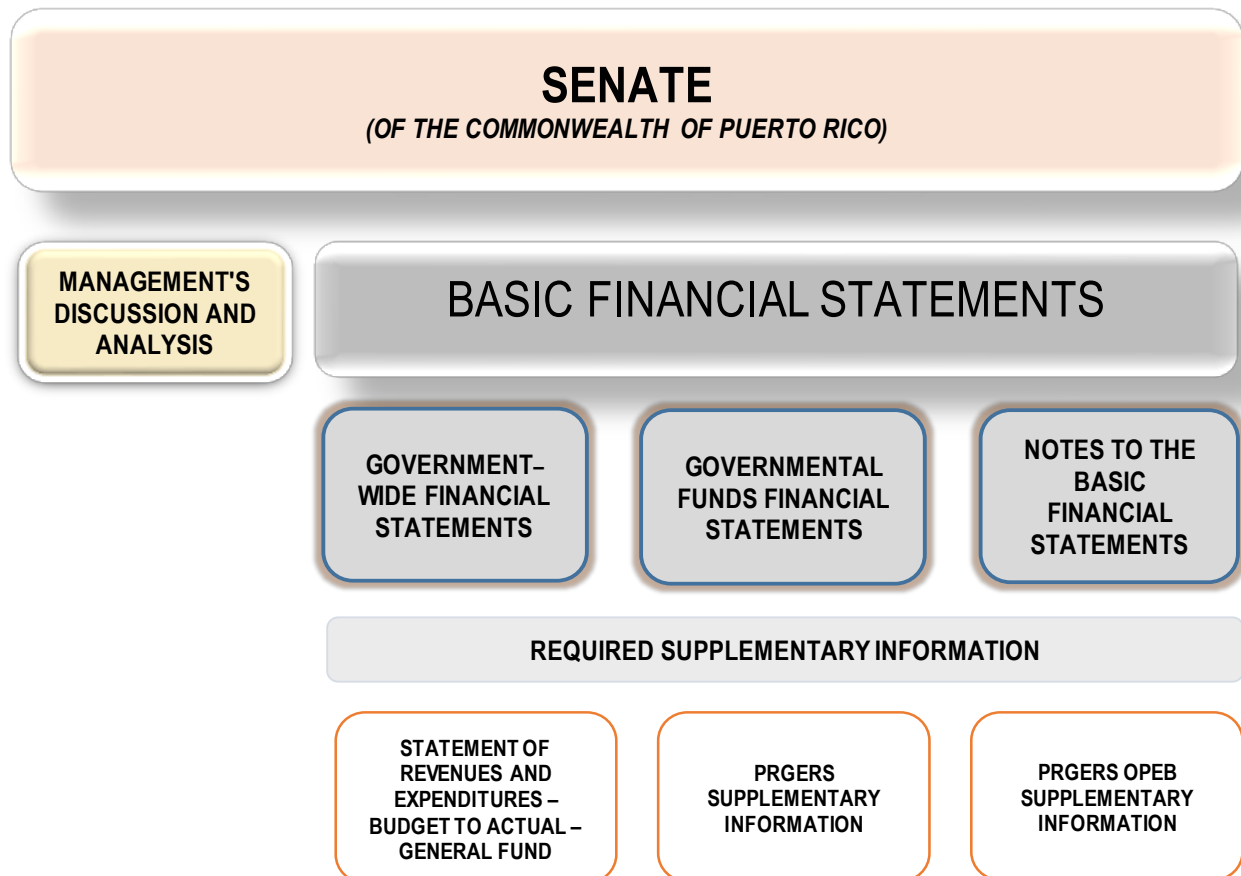 SENATE
(OF THE COMMONWEALTH OF PUERTO RICO)
MANAGEMENT'S
DISCUSSION AND
ANALYSIS
BASIC FINANCIAL STATEMENTS
GOVERNMENT–
WIDE FINANCIAL
STATEMENTS
GOVERNMENTAL
FUNDS FINANCIAL
STATEMENTS
NOTES TO THE
BASIC
FINANCIAL
STATEMENTS
REQUIRED SUPPLEMENTARY INFORMATION
STATEMENT OF
REVENUES AND
EXPENDITURES –
BUDGET TO ACTUAL –
GENERAL FUND
PRGERS
SUPPLEMENTARY
INFORMATION
PRGERS OPEB
SUPPLEMENTARY
INFORMATION